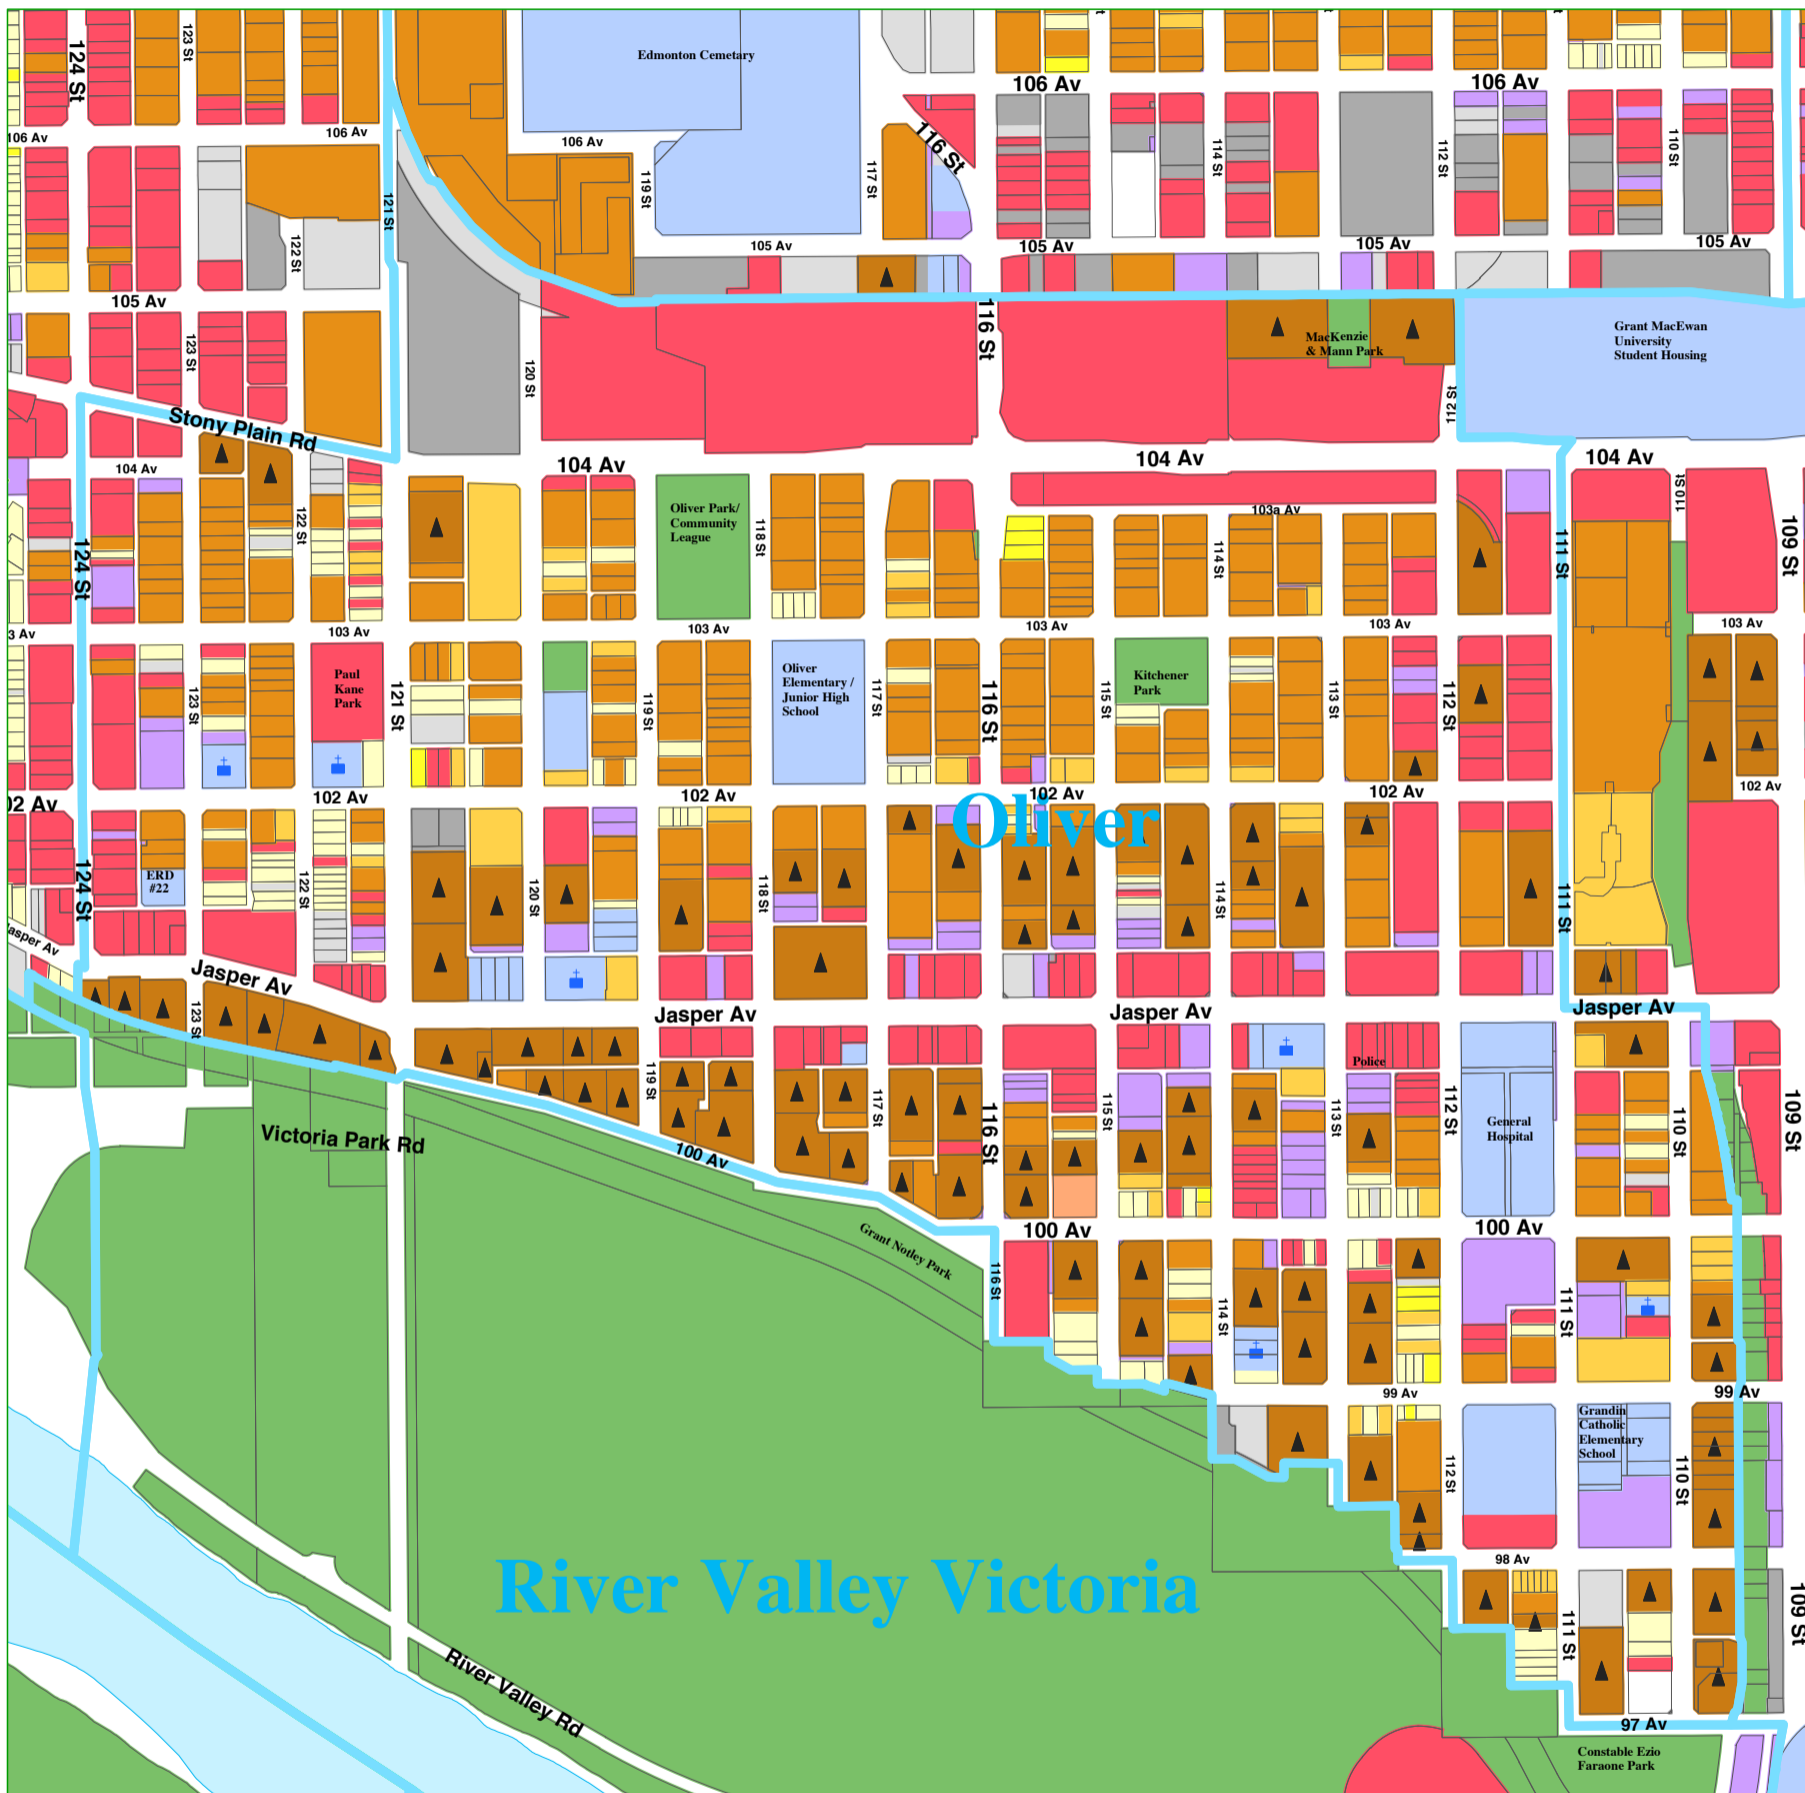 Edmonton Cemetary
124 St
123 St
106 Av
106 Av
106 Av
106 Av
106 Av
116 St
117 St
119 St
121 St
114 St
112 St
110 St
122 St
105 Av
105 Av
105 Av
105 Av
105 Av
123 St
120 St
116 St
MacKenzie
& Mann Park
112 St
Grant MacEwan
University
Student Housing
Stony Plain Rd
104 Av
104 Av
104 Av
104 Av
110 St
109 St
103a Av
Oliver Park/
Community
League
118 St
122 St
124 St
114 St
111 St
3 Av
103 Av
103 Av
103 Av
103 Av
103 Av
Paul
Kane
Park
123 St
121 St
119 St
Oliver
Elementary /
Junior High
School
117 St
116 St
115 St
Kitchener
Park
113 St
112 St
102 Av
02 Av
102 Av
102 Av
102 Av
102 Av
Oliver
ERD
#22
124 St
122 St
120 St
118 St
114 St
111 St
asper Av
Jasper Av
Jasper Av
Jasper Av
Jasper Av
123 St
119 St
117 St
116 St
115 St
113 St
Police
112 St
General
Hospital
110 St
109 St
Victoria Park Rd
100 Av
100 Av
100 Av
Grant Notley Park
116 St
114 St
111 St
99 Av
99 Av
Grandin
Catholic
Elementary
School
112 St
110 St
98 Av
River Valley Victoria
111 St
109 St
River Valley Rd
97 Av
Constable Ezio
Faraone Park